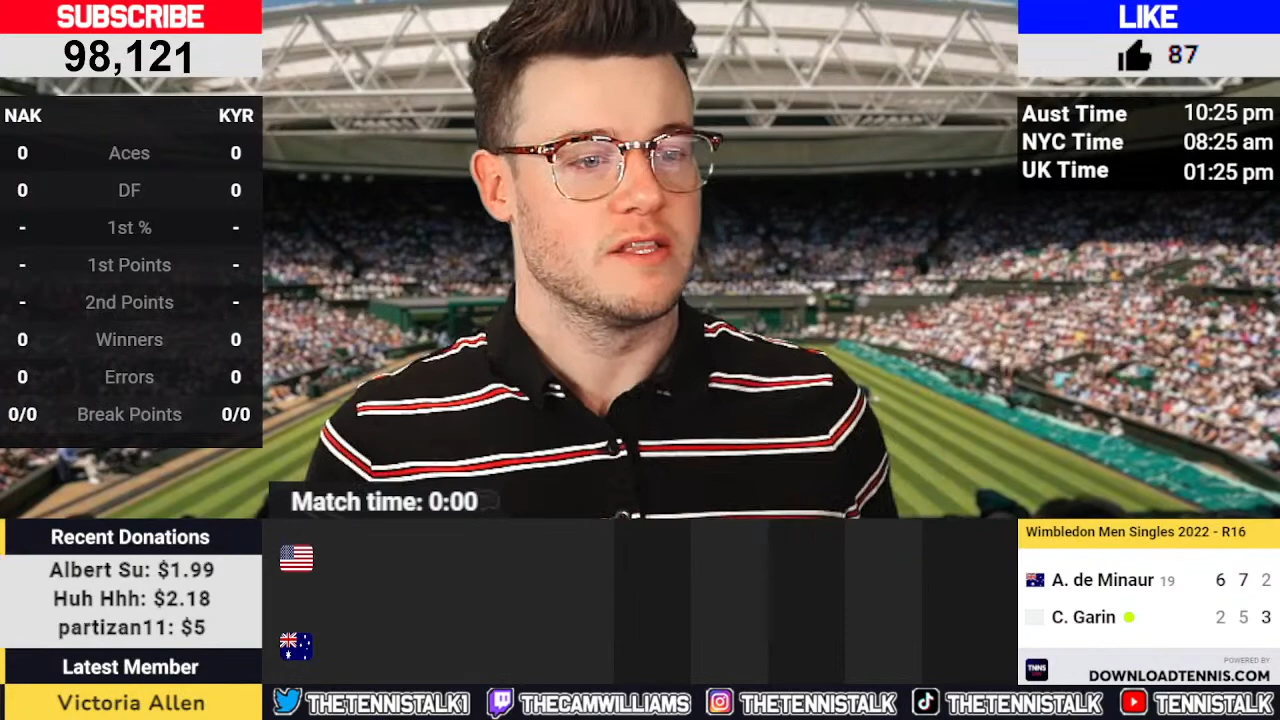 SUBSCRIBE
98,121
NAK KYR
0 Aces 0
0 DF 0
- 1st % -
- 1st Points -
- 2nd Points -
0 Winners 0
0 Errors 0
0/0 Break Points 0/0
LIKE
87
Aust Time 10:25 pm
NYC Time 08:25 am
UK Time 01:25 pm
Match time: 0:00
Recent Donations
Albert Su: $1.99
Huh Hhh: $2.18
partizan11: $5
Latest Member
Victoria Allen
Wimbledon Men Singles 2022 - R16
A. de Minaur 19 6 7 2
C. Garin 2 5 3
TNNS
POWERED BY
DOWNLOADTENNIS.COM
THETENNISTALK1 THECAMWILLIAMS THETENNISTALK THETENNISTALK TENNISTALK